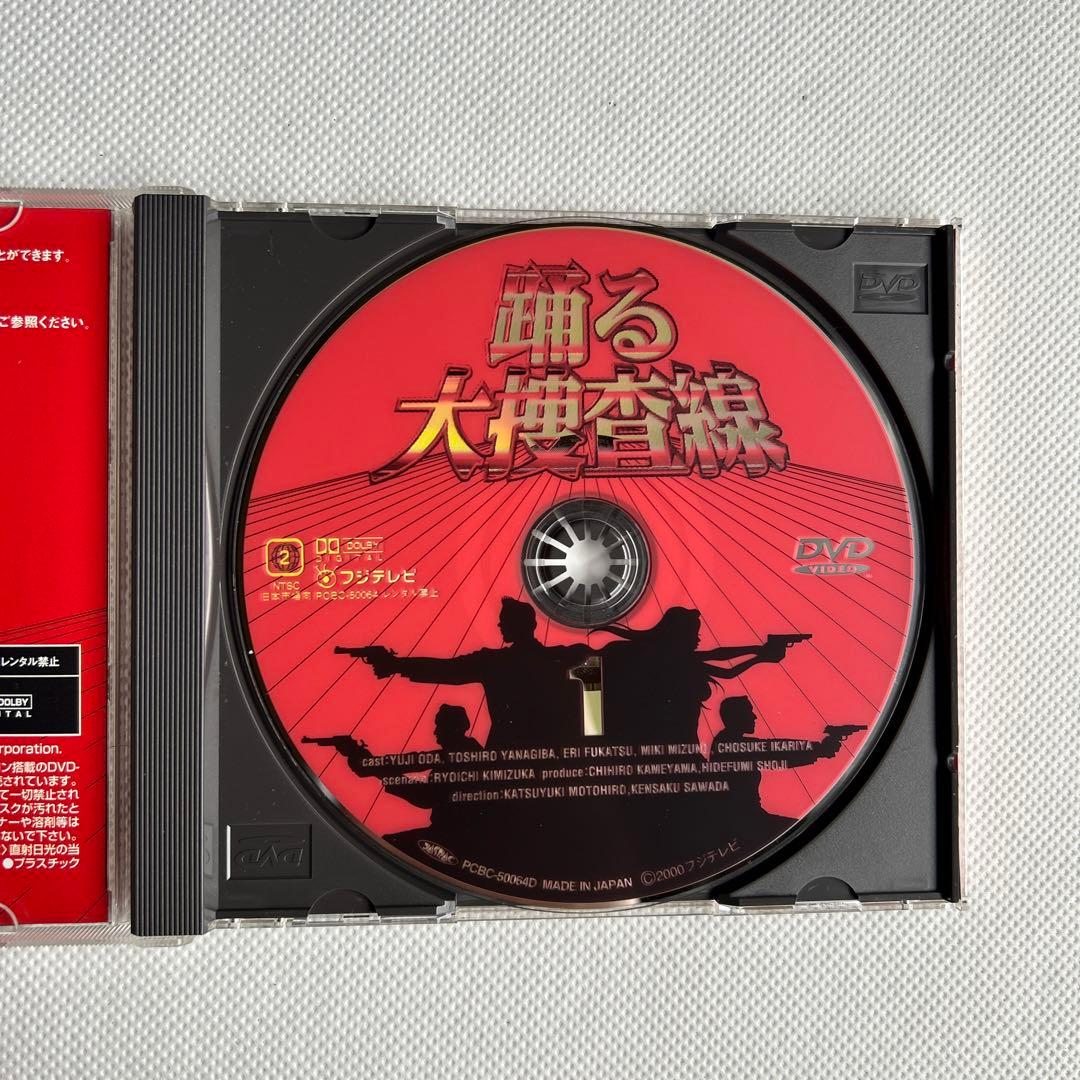 とができます。
ご参照ください。
レンタル禁止
DOLBY
ITAL
rporation.
ン搭載のDVD-
売されています。
て一切禁止され
スクが汚れたと
ナーや溶剤等は
ないで下さい。
〉直射日光の当
●プラスチック
DVD
踊る
大捜査線
2
DOLBY
DIGITAL
NTSC
フジテレビ
日本市場向 PCBC-50064 レンタル禁止
DVD
VIDEO
1
cast:YUJI ODA, TOSHIRO YANAGIBA, ERI FUKATSU, MIKI MIZUNO, CHOSUKE IKARIYA
scenario:RYOICHI KIMIZUKA produce:CHIHIRO KAMEYAMA,HIDEFUMI SHOJI
direction:KATSUYUKI MOTOHIRO,KENSAKU SAWADA
PCBC-50064D MADE IN JAPAN ©2000フジテレビ
DVD